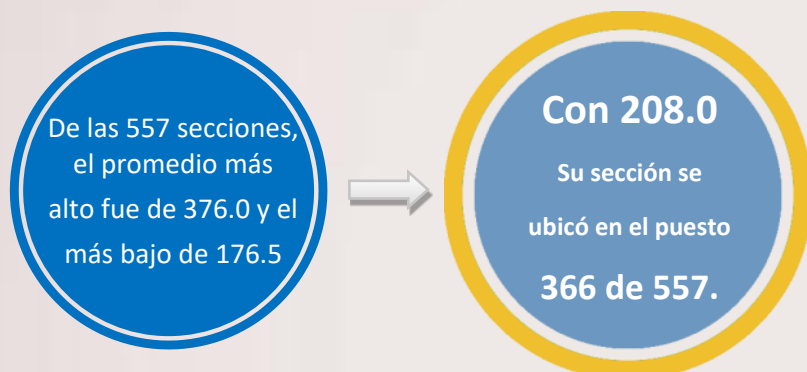 De las 557 secciones,
el promedio más
alto fue de 376.0 y el
más bajo de 176.5
Con 208.0
Su sección se
ubicó en el puesto
366 de 557.